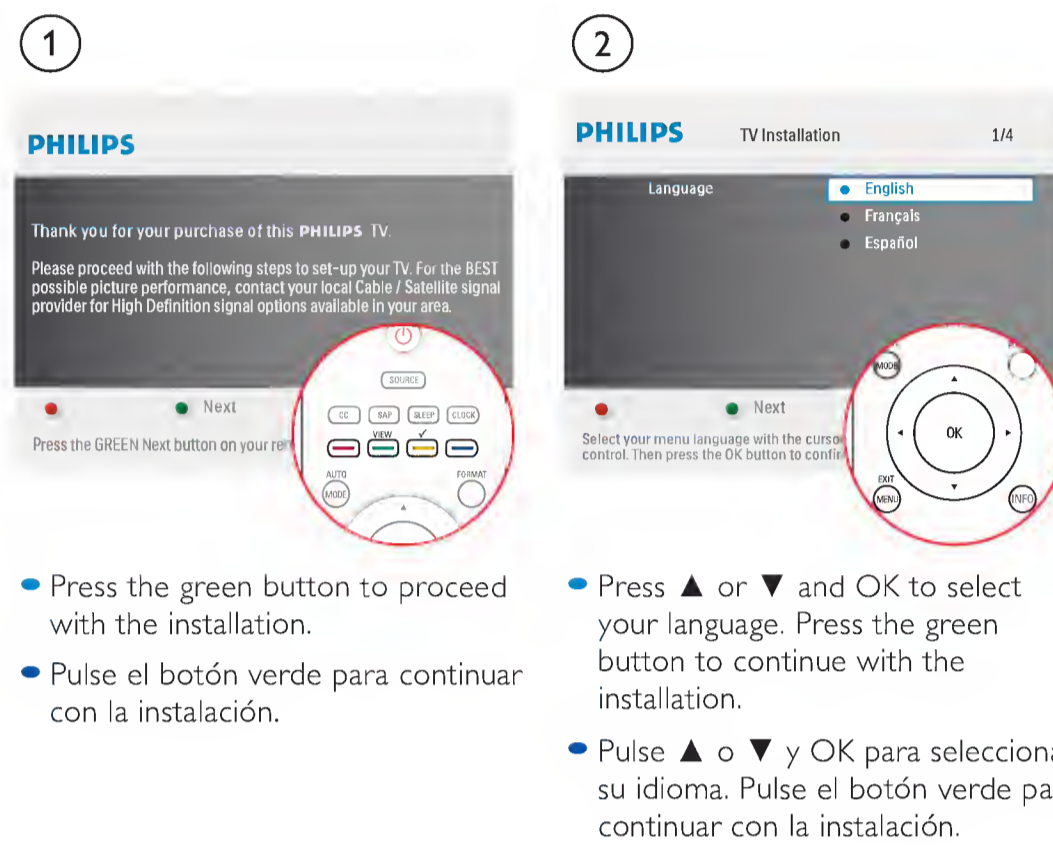 1
PHILIPS
Thank you for your purchase of this PHILIPS TV.
Please proceed with the following steps to set-up your TV. For the BEST
possible picture performance, contact your local Cable / Satellite signal
provider for High Definition signal options available in your area.
Next
Press the GREEN Next button on your
SOURCE
CC SAP SLEEP CLOCK
VIEW
AUTO FORMAT
MODE
Press the green button to proceed
with the installation.
Pulse el botón verde para continuar
con la instalación.
2
PHILIPS TV Installation 1/4
Language English
Français
Español
Next
Select your menu language with the
control. Then press the OK button to
MODE
OK
EXIT
MENU INFO
Press ▲ or ▼ and OK to select
your language. Press the green
button to continue with the
installation.
Pulse ▲ o ▼ y OK para
su idioma. Pulse el botón verde
continuar con la instalación.